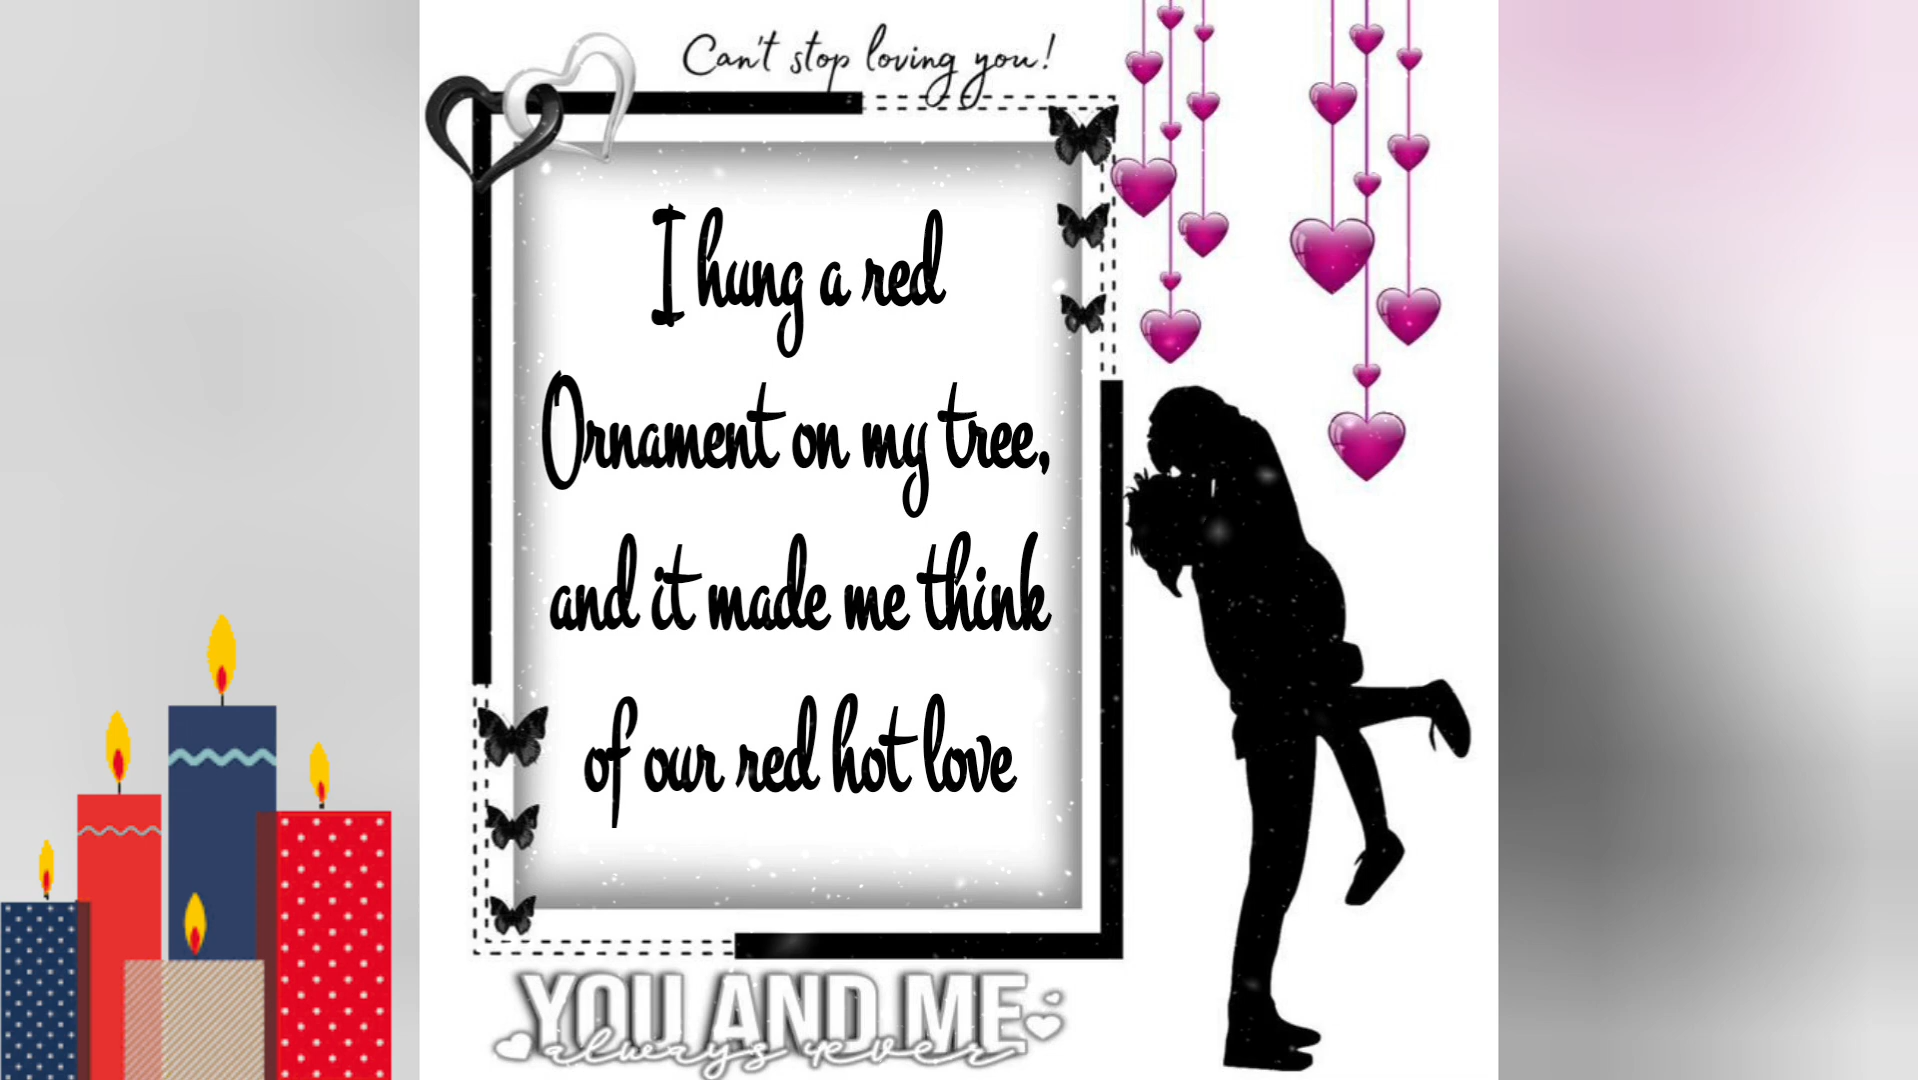 Can't stop loving you!
I hung a red
Ornament on my tree,
and it made me think
of our red hot love
YOU AND ME
always 4ever